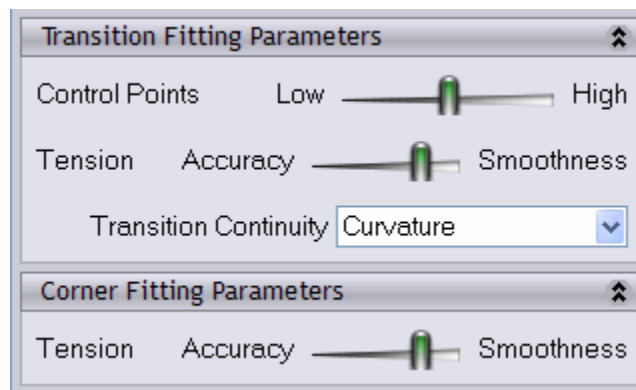 Transition Fitting Parameters
Control Points Low High
Tension Accuracy Smoothness
Transition Continuity Curvature
Corner Fitting Parameters
Tension Accuracy Smoothness